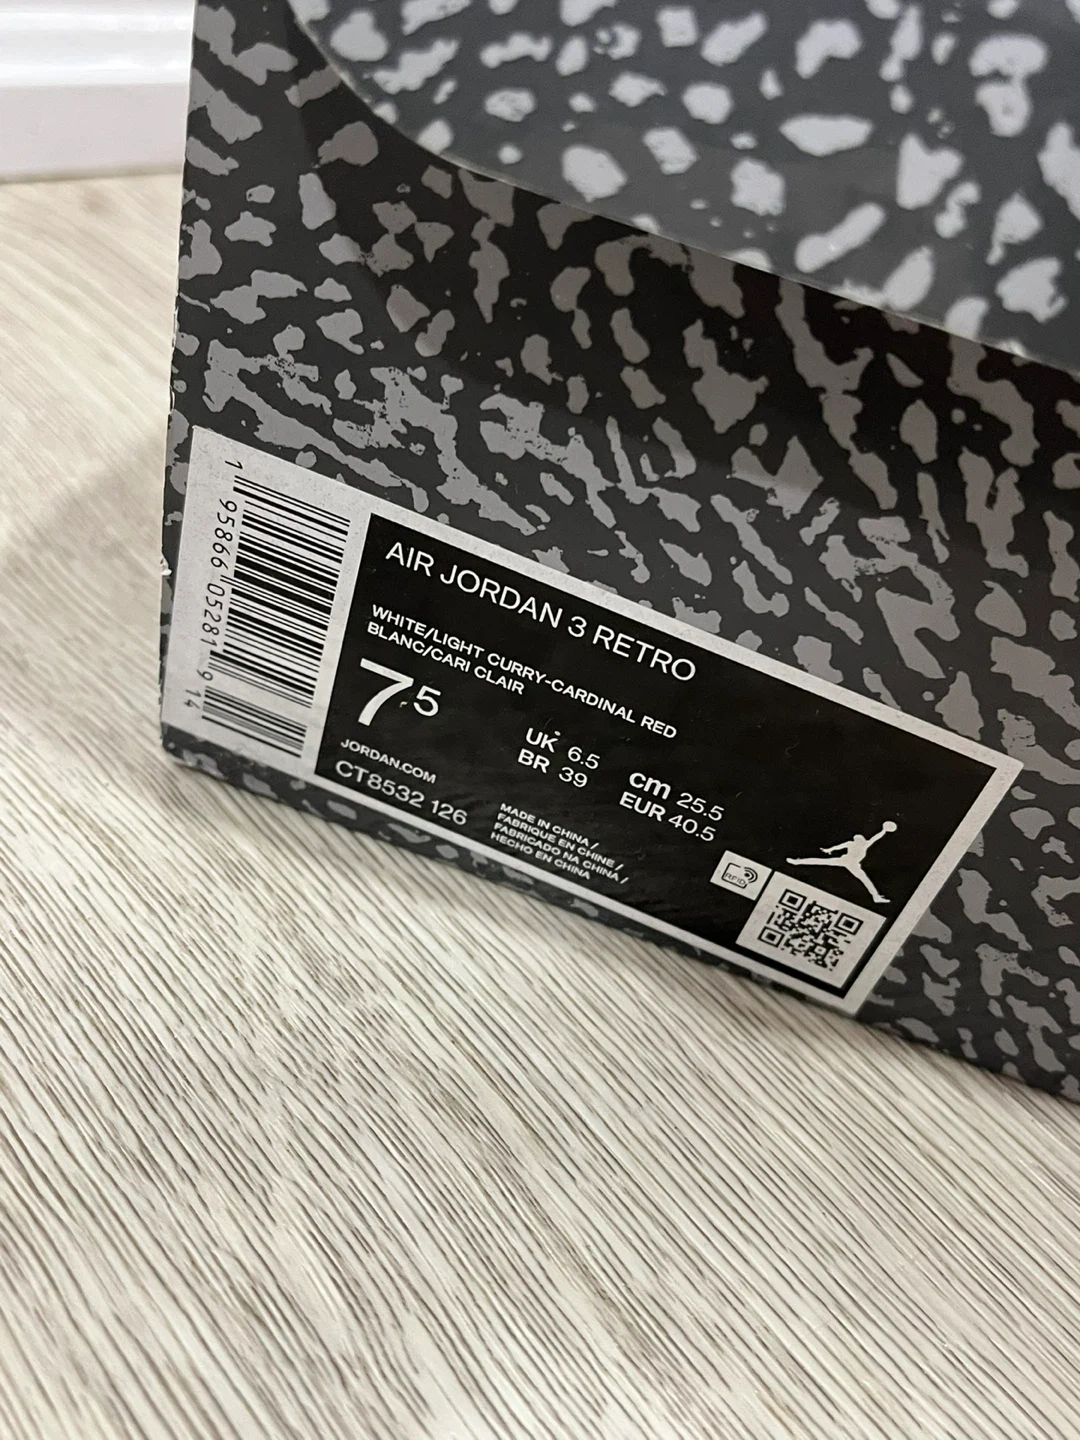 1 95866 05281 9 14
AIR JORDAN 3 RETRO
WHITE/LIGHT CURRY-CARDINAL RED
BLANC/CARI CLAIR
7.5
UK 6.5
BR 39
cm 25.5
EUR 40.5
JORDAN.COM
CT8532 126
MADE IN CHINA /
FABRIQUE EN CHINE /
FABRICADO NA CHINA /
HECHO EN CHINA
RFID